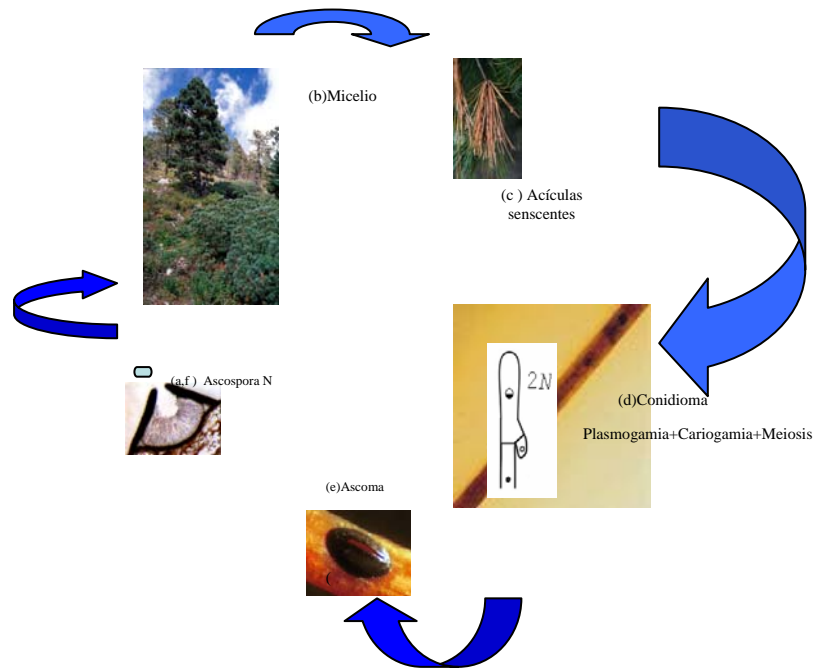 (b)Micelio
(c ) Acículas
senscentes
2N
(d)Conidioma
Plasmogamia+Cariogamia+Meiosis
(a,f ) Ascospora N
(e)Ascoma
(